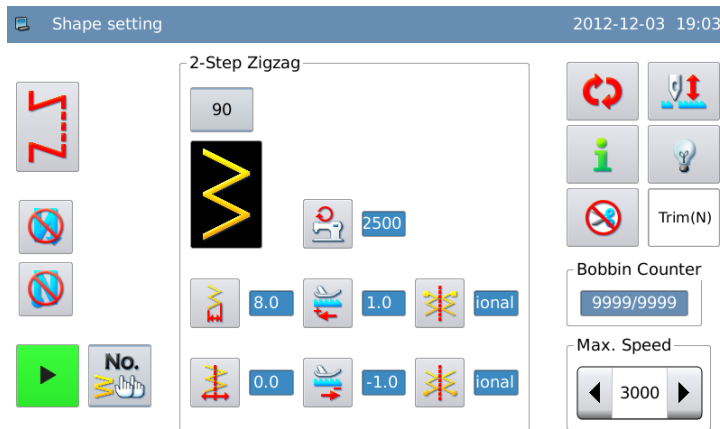 Shape setting
2012-12-03 19:03
2-Step Zigzag
90
2500
8.0
1.0
ional
0.0
-1.0
ional
No.
Trim(N)
Bobbin Counter
9999/9999
Max. Speed
3000